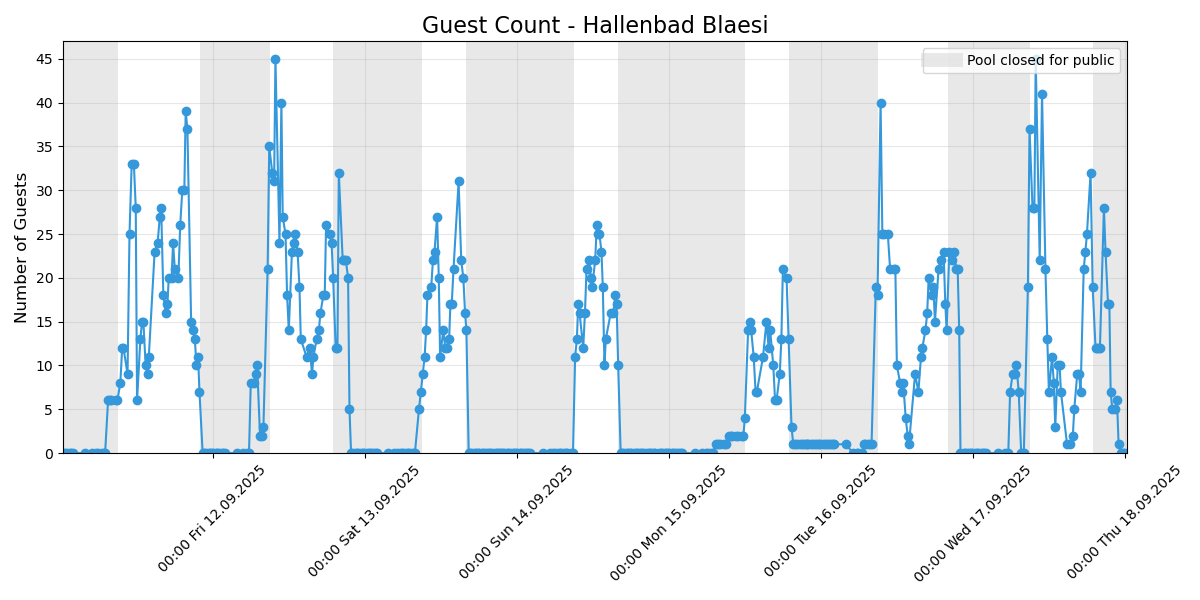 Guest Count - Hallenbad Blaesi
Pool closed for public
Number of Guests
45
40
35
30
25
20
15
10
5
0
00:00 Fri 12.09.2025
00:00 Sat 13.09.2025
00:00 Sun 14.09.2025
00:00 Mon 15.09.2025
00:00 Tue 16.09.2025
00:00 Wed 17.09.2025
00:00 Thu 18.09.2025